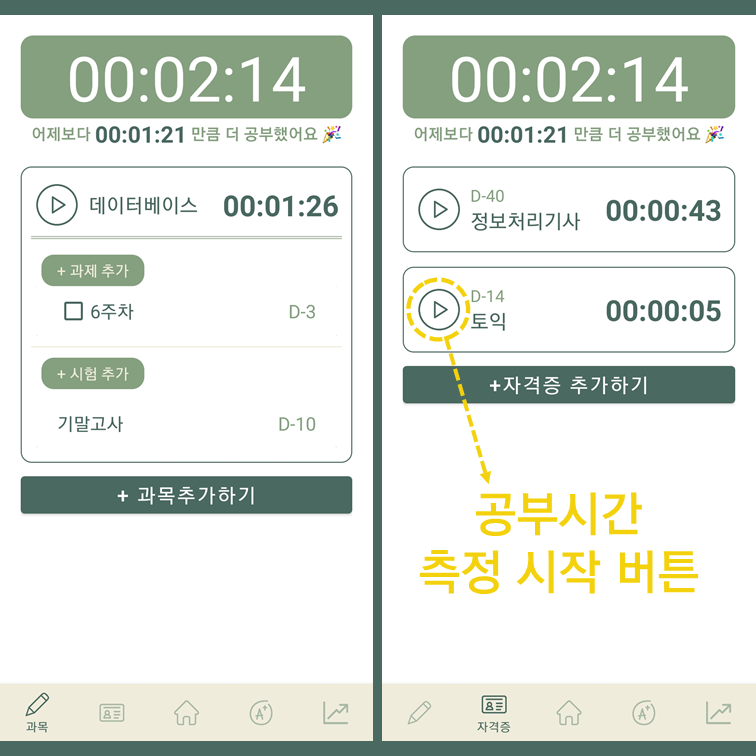 00:02:14
어제보다 00:01:21 만큼 더 공부했어요 🎉
데이터베이스 00:01:26
+ 과제 추가
6주차 D-3
+ 시험 추가
기말고사 D-10
+ 과목추가하기
과목
A+
00:02:14
어제보다 00:01:21 만큼 더 공부했어요 🎉
D-40
정보처리기사 00:00:43
D-14
토익 00:00:05
+자격증 추가하기
공부시간
측정 시작 버튼
자격증
A+